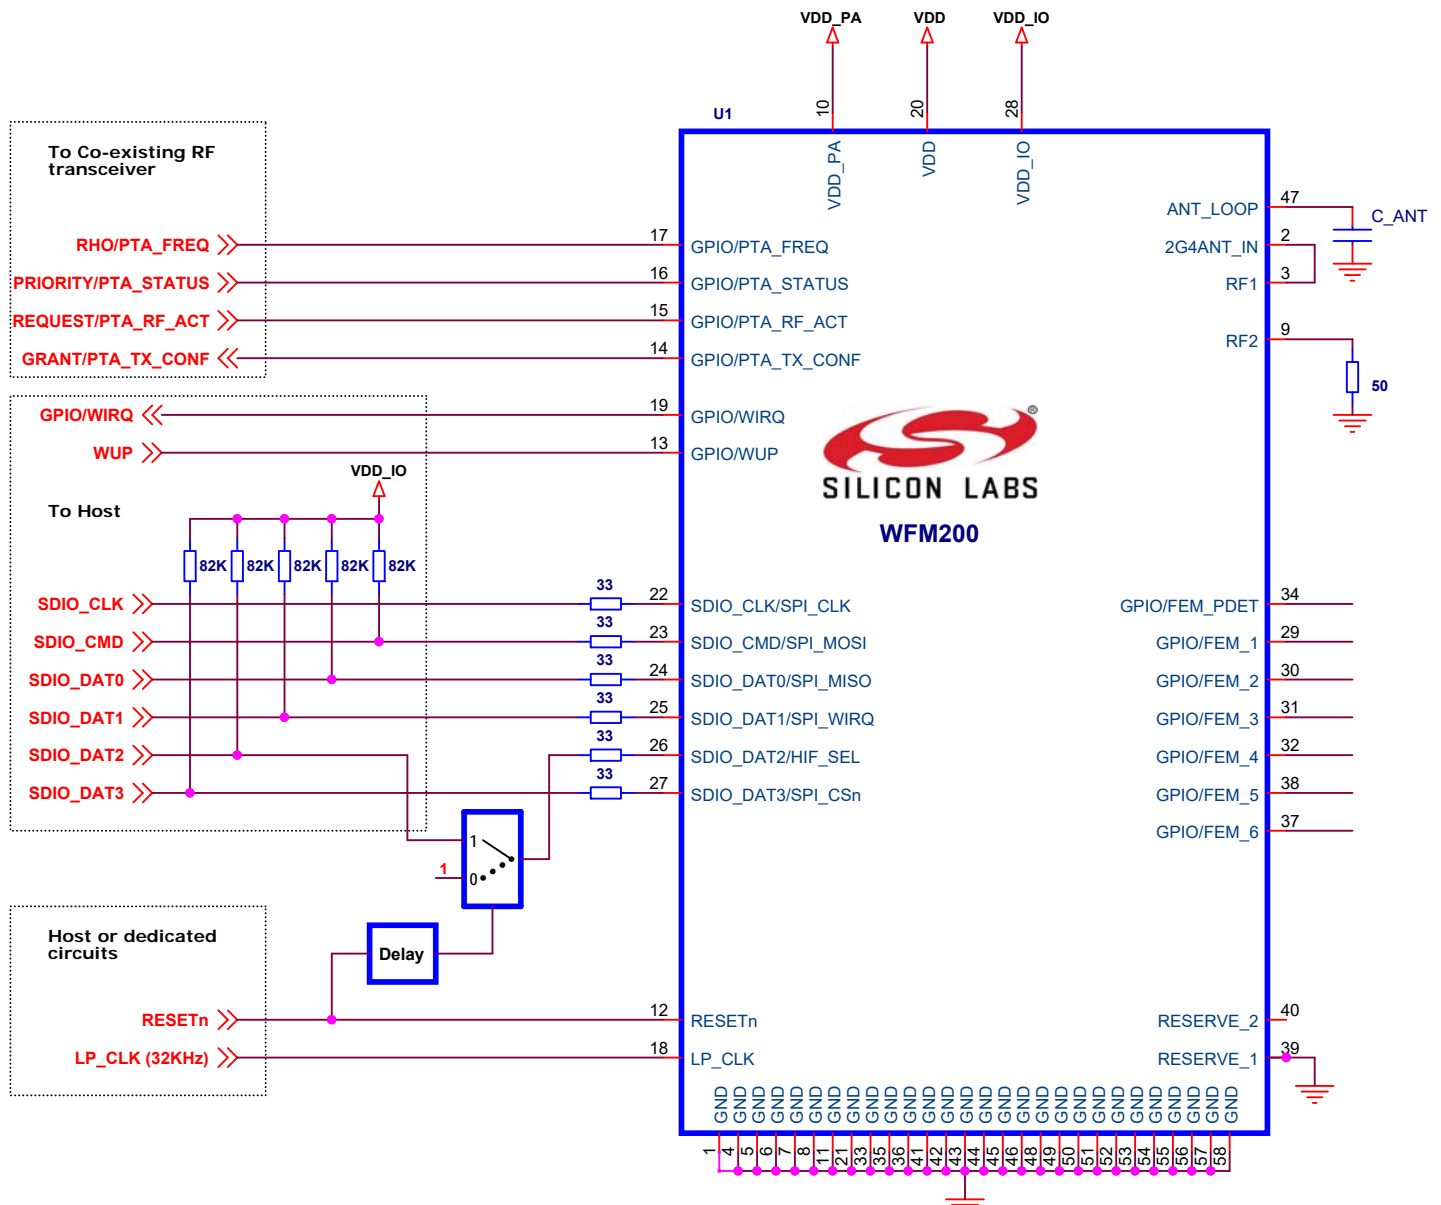 VDD_PA VDD VDD_IO
10 20 28
U1
VDD_PA VDD VDD_IO
To Co-existing RF
transceiver
RHO/PTA_FREQ 17 GPIO/PTA_FREQ
PRIORITY/PTA_STATUS 16 GPIO/PTA_STATUS
REQUEST/PTA_RF_ACT 15 GPIO/PTA_RF_ACT
GRANT/PTA_TX_CONF 14 GPIO/PTA_TX_CONF
ANT_LOOP 47 C_ANT
2G4ANT_IN 2
RF1 3
RF2 9
50
GPIO/WIRQ 19 GPIO/WIRQ
WUP 13 GPIO/WUP
VDD_IO
To Host
82K 82K 82K 82K 82K
SILICON LABS ®
WFM200
SDIO_CLK 33 22 SDIO_CLK/SPI_CLK
SDIO_CMD 33 23 SDIO_CMD/SPI_MOSI
SDIO_DAT0 33 24 SDIO_DAT0/SPI_MISO
SDIO_DAT1 33 25 SDIO_DAT1/SPI_WIRQ
SDIO_DAT2 33 26 SDIO_DAT2/HIF_SEL
SDIO_DAT3 33 27 SDIO_DAT3/SPI_CSn
GPIO/FEM_PDET 34
GPIO/FEM_1 29
GPIO/FEM_2 30
GPIO/FEM_3 31
GPIO/FEM_4 32
GPIO/FEM_5 38
GPIO/FEM_6 37
1
1 0
Host or dedicated
circuits
Delay
RESETn 12 RESETn
LP_CLK (32KHz) 18 LP_CLK
RESERVE_2 40
RESERVE_1 39
GND GND GND GND GND GND GND GND GND GND GND GND GND GND GND GND GND GND GND GND GND GND GND GND GND GND GND GND
1 4 5 6 7 8 11 21 33 35 36 41 42 43 44 45 46 48 49 50 51 52 53 54 55 56 57 58